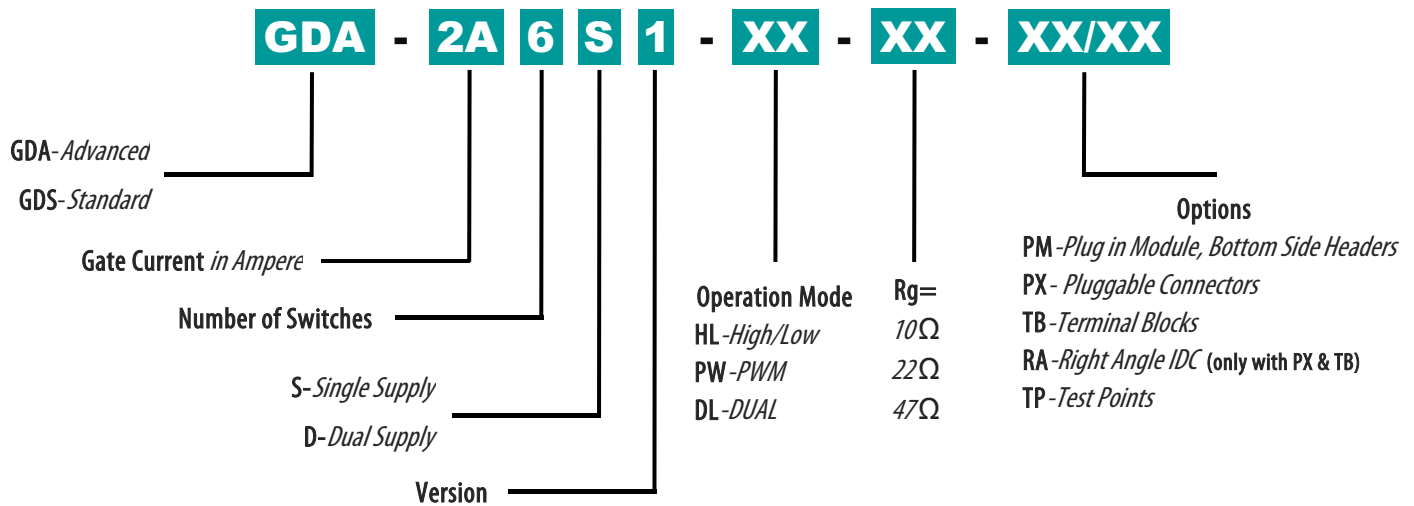 GDA - 2A 6 S 1 - XX - XX - XX/XX
GDA-Advanced
GDS-Standard
Gate Current in Ampere
Number of Switches
S-Single Supply
D-Dual Supply
Version
Operation Mode
HL-High/Low
PW-PWM
DL-DUAL
Rg=
10Ω
22Ω
47Ω
Options
PM-Plug in Module, Bottom Side Headers
PX- Pluggable Connectors
TB-Terminal Blocks
RA-Right Angle IDC (only with PX & TB)
TP-Test Points